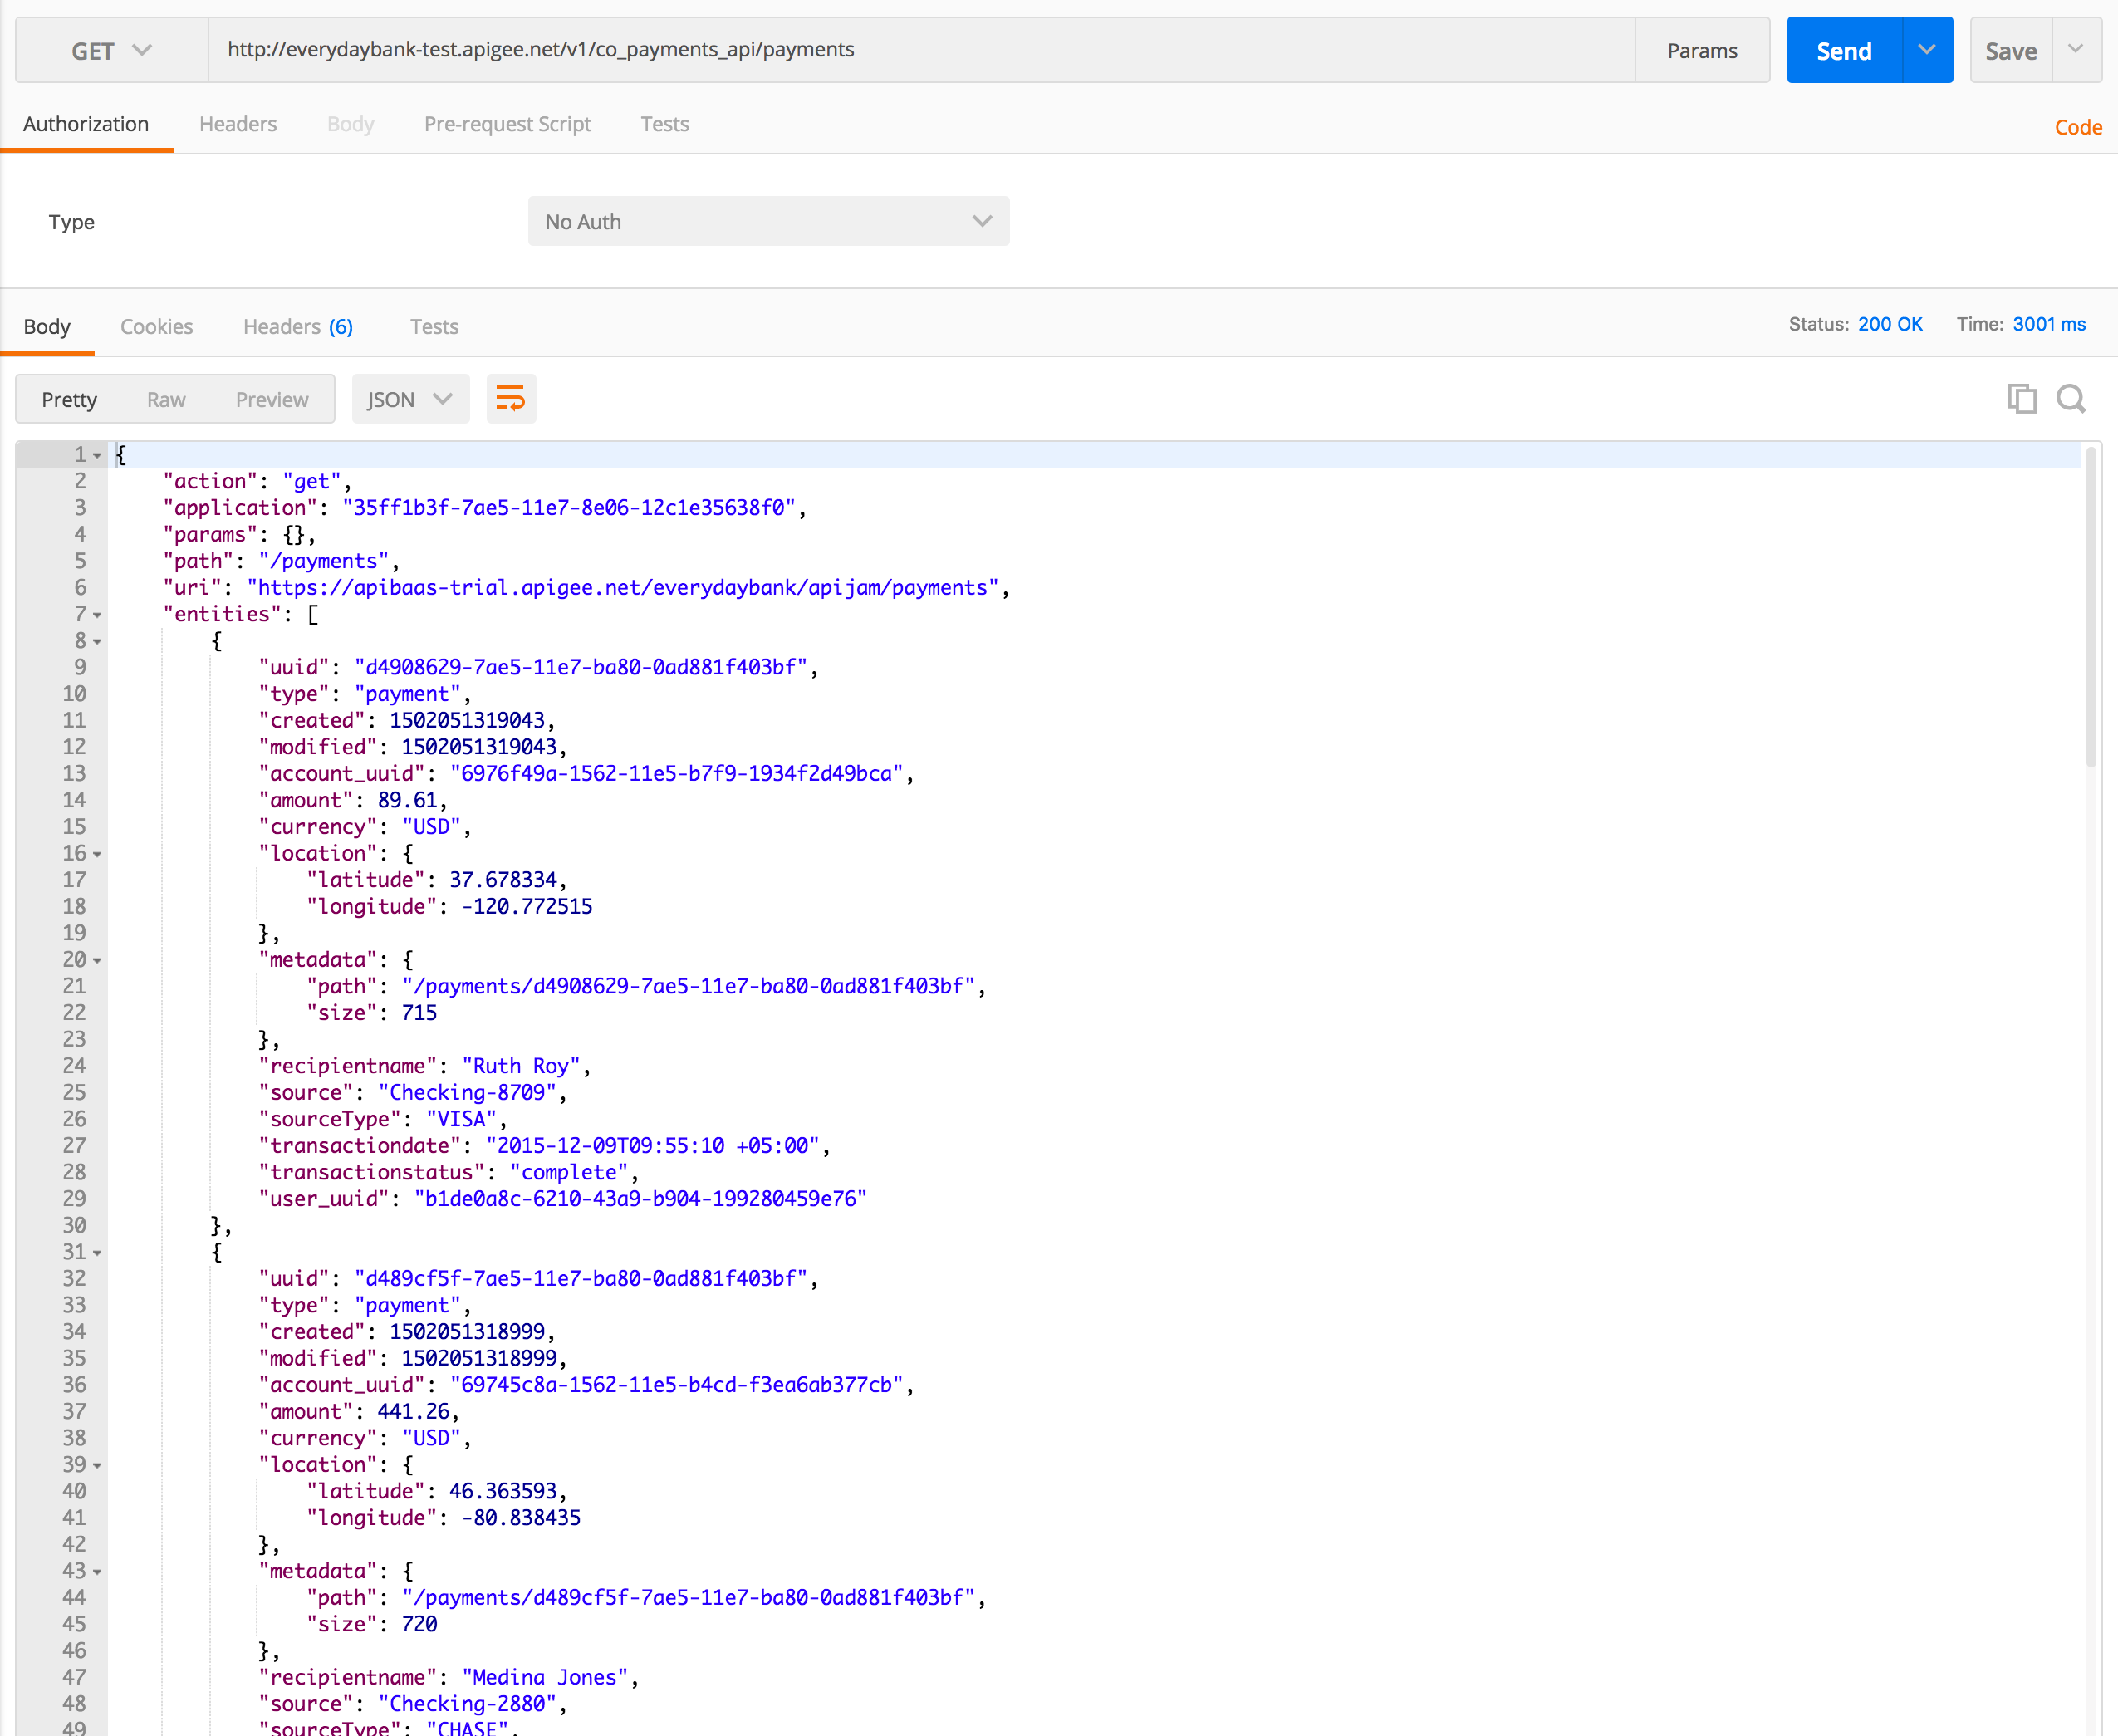 GET http://everydaybank-test.apigee.net/v1/co_payments_api/payments Params Send Save
Authorization Headers Body Pre-request Script Tests Code
Type No Auth
Body Cookies Headers (6) Tests Status: 200 OK Time: 3001 ms
Pretty Raw Preview JSON
1 {
2 "action": "get",
3 "application": "35ff1b3f-7ae5-11e7-8e06-12c1e35638f0",
4 "params": {},
5 "path": "/payments",
6 "uri": "https://apibaas-trial.apigee.net/everydaybank/apijam/payments",
7 "entities": [
8 {
9 "uuid": "d4908629-7ae5-11e7-ba80-0ad881f403bf",
10 "type": "payment",
11 "created": 1502051319043,
12 "modified": 1502051319043,
13 "account_uuid": "6976f49a-1562-11e5-b7f9-1934f2d49bca",
14 "amount": 89.61,
15 "currency": "USD",
16 "location": {
17 "latitude": 37.678334,
18 "longitude": -120.772515
19 },
20 "metadata": {
21 "path": "/payments/d4908629-7ae5-11e7-ba80-0ad881f403bf",
22 "size": 715
23 },
24 "recipientname": "Ruth Roy",
25 "source": "Checking-8709",
26 "sourceType": "VISA",
27 "transactiondate": "2015-12-09T09:55:10 +05:00",
28 "transactionstatus": "complete",
29 "user_uuid": "b1de0a8c-6210-43a9-b904-199280459e76"
30 },
31 {
32 "uuid": "d489cf5f-7ae5-11e7-ba80-0ad881f403bf",
33 "type": "payment",
34 "created": 1502051318999,
35 "modified": 1502051318999,
36 "account_uuid": "69745c8a-1562-11e5-b4cd-f3ea6ab377cb",
37 "amount": 441.26,
38 "currency": "USD",
39 "location": {
40 "latitude": 46.363593,
41 "longitude": -80.838435
42 },
43 "metadata": {
44 "path": "/payments/d489cf5f-7ae5-11e7-ba80-0ad881f403bf",
45 "size": 720
46 },
47 "recipientname": "Medina Jones",
48 "source": "Checking-2880",
49 "sourceType": "CHASE",